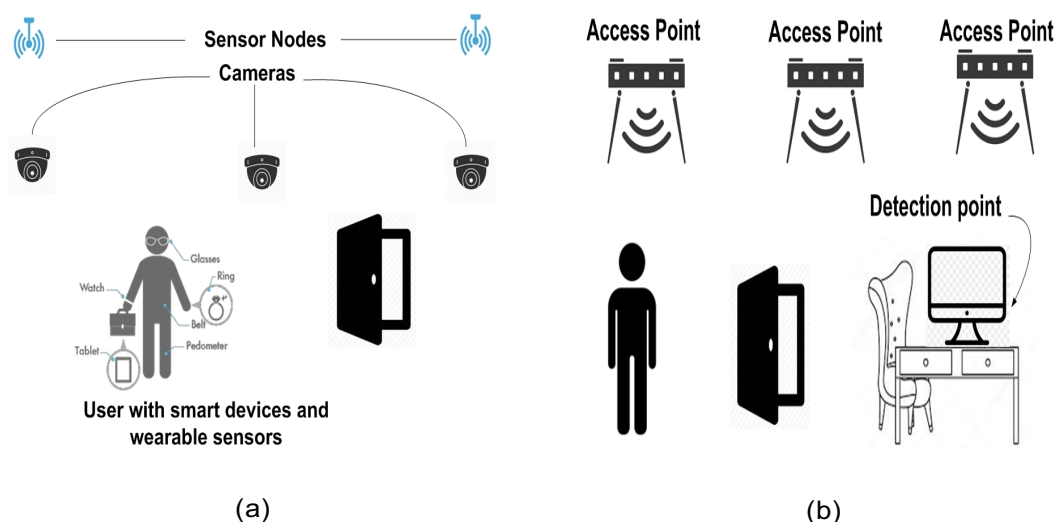 Sensor Nodes
Cameras
Glasses
Ring
Watch
Belt
Tablet
Pedometer
User with smart devices and
wearable sensors
(a)
Access Point
Access Point
Access Point
Detection point
(b)